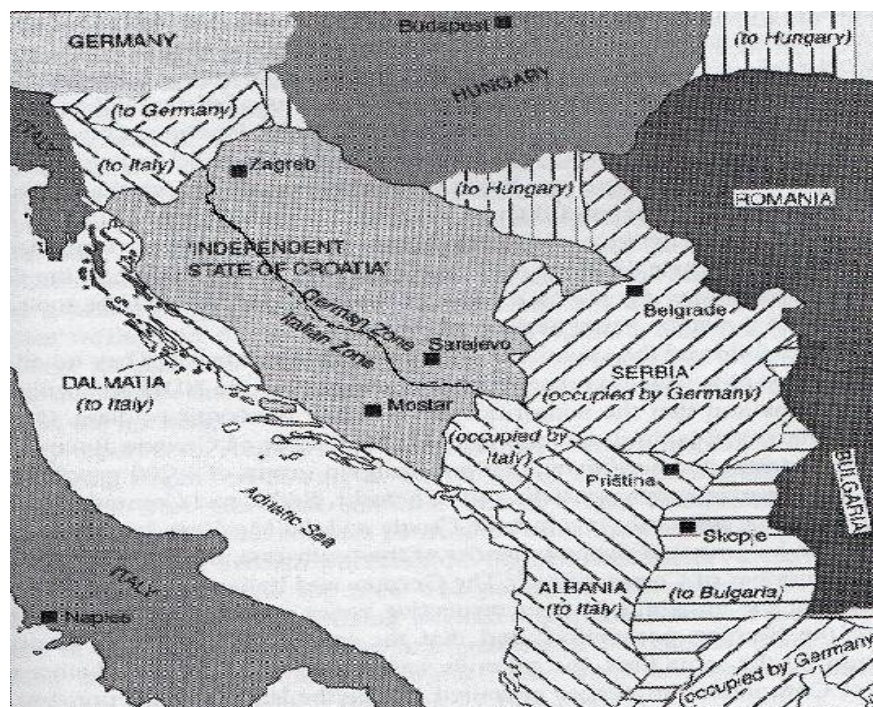 GERMANY
Budapest
(to Hungary)
HUNGARY
(to Germany)
ITALY
(to Italy)
Zagreb
(to Hungary)
ROMANIA
'INDEPENDENT
STATE OF CROATIA'
German Zone
Italian Zone
Belgrade
Sarajevo
DALMATIA
(to Italy)
SERBIA
(occupied by Germany)
Mostar
(occupied by
Italy)
BULGARIA
Priština
Adriatic Sea
Skopje
ITALY
ALBANIA
(to Italy)
(to Bulgaria)
Naples
(occupied by Germany)